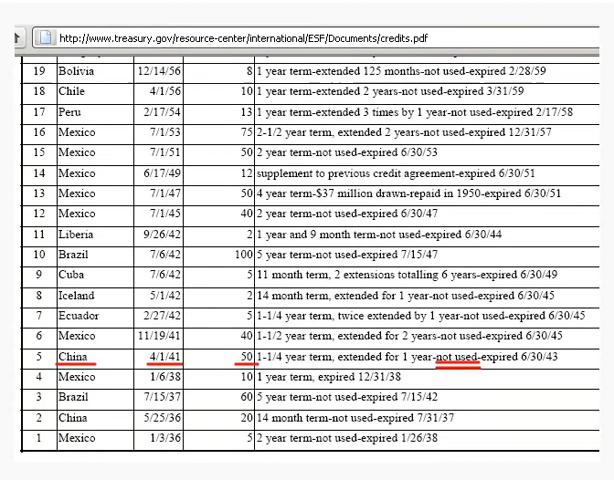 http://www.treasury.gov/resource-center/international/ESF/Documents/credits.pdf
19 Bolivia 12/14/56 8 1 year term-extended 125 months-not used-expired 2/28/59
18 Chile 4/1/56 10 1 year term-extended 2 years-not used-expired 3/31/59
17 Peru 2/17/54 13 1 year term-extended 3 times by 1 year-not used-expired 2/17/58
16 Mexico 7/1/53 75 2-1/2 year term, extended 2 years-not used-expired 12/31/57
15 Mexico 7/1/51 50 2 year term-not used-expired 6/30/53
14 Mexico 6/17/49 12 supplement to previous credit agreement-expired 6/30/51
13 Mexico 7/1/47 50 4 year term-$37 million drawn-repaid in 1950-expired 6/30/51
12 Mexico 7/1/45 40 2 year term-not used-expired 6/30/47
11 Liberia 9/26/42 2 1 year and 9 month term-not used-expired 6/30/44
10 Brazil 7/6/42 100 5 year term-not used-expired 7/15/47
9 Cuba 7/6/42 5 11 month term, 2 extensions totalling 6 years-expired 6/30/49
8 Iceland 5/1/42 2 14 month term, extended for 1 year-not used-expired 6/30/45
7 Ecuador 2/27/42 5 1-1/4 year term, twice extended by 1 year-not used-expired 6/30/45
6 Mexico 11/19/41 40 1-1/2 year term, extended for 2 years-not used-expired 6/30/45
5 China 4/1/41 50 1-1/4 year term, extended for 1 year-not used-expired 6/30/43
4 Mexico 1/6/38 10 1 year term, expired 12/31/38
3 Brazil 7/15/37 60 5 year term-not used-expired 7/15/42
2 China 5/25/36 20 14 month term-not used-expired 7/31/37
1 Mexico 1/3/36 5 2 year term-not used-expired 1/26/38